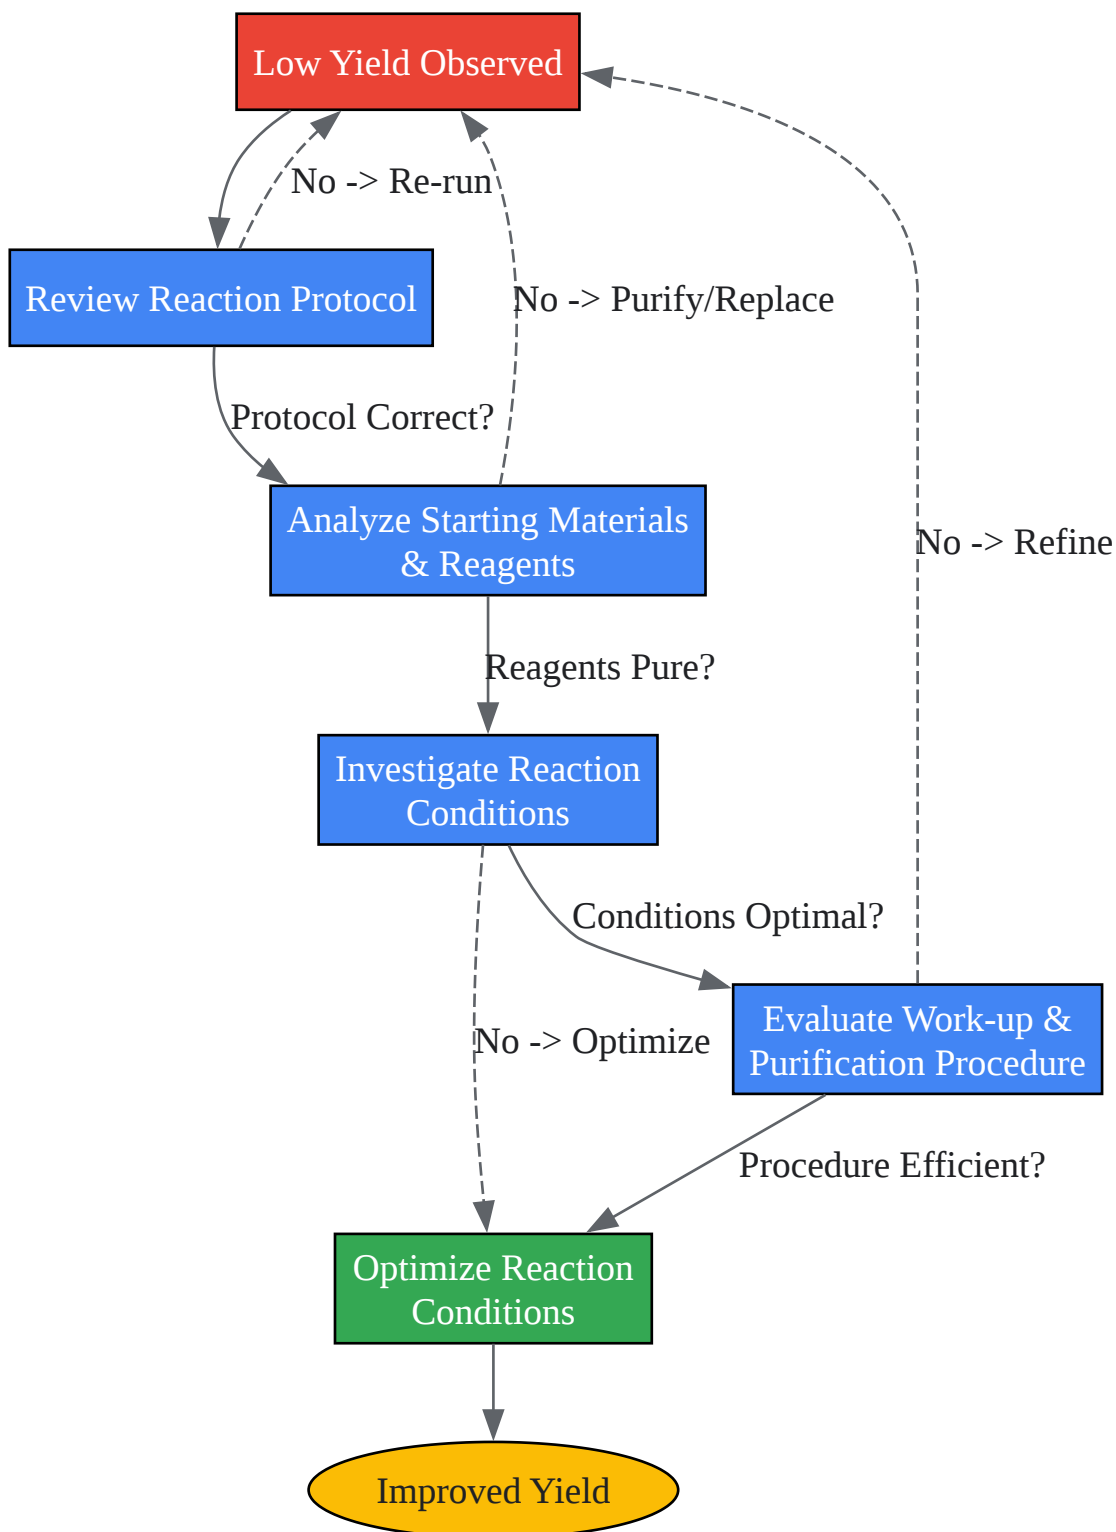 Low Yield Observed
No -> Re-run
Review Reaction Protocol
No -> Purify/Replace
Protocol Correct?
Analyze Starting Materials
& Reagents
No -> Refine
Reagents Pure?
Investigate Reaction
Conditions
Conditions Optimal?
Evaluate Work-up &
Purification Procedure
No -> Optimize
Procedure Efficient?
Optimize Reaction
Conditions
Improved Yield